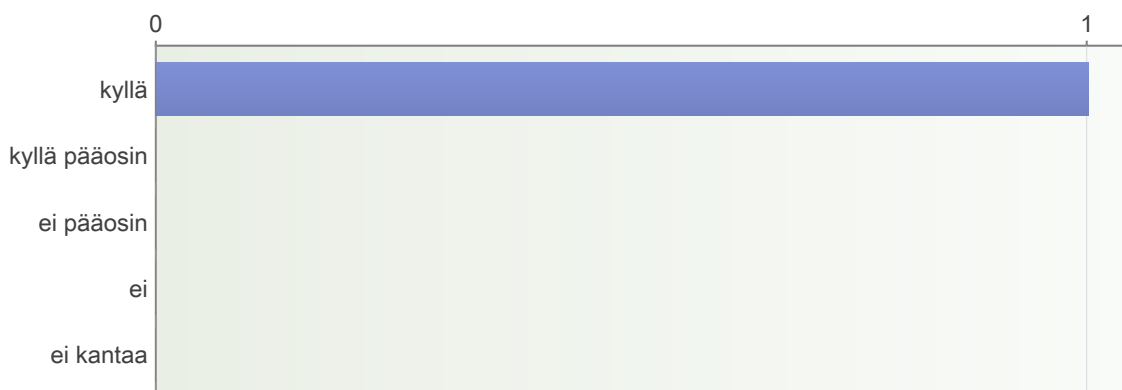 0 1
kyllä
kyllä pääosin
ei pääosin
ei
ei kantaa